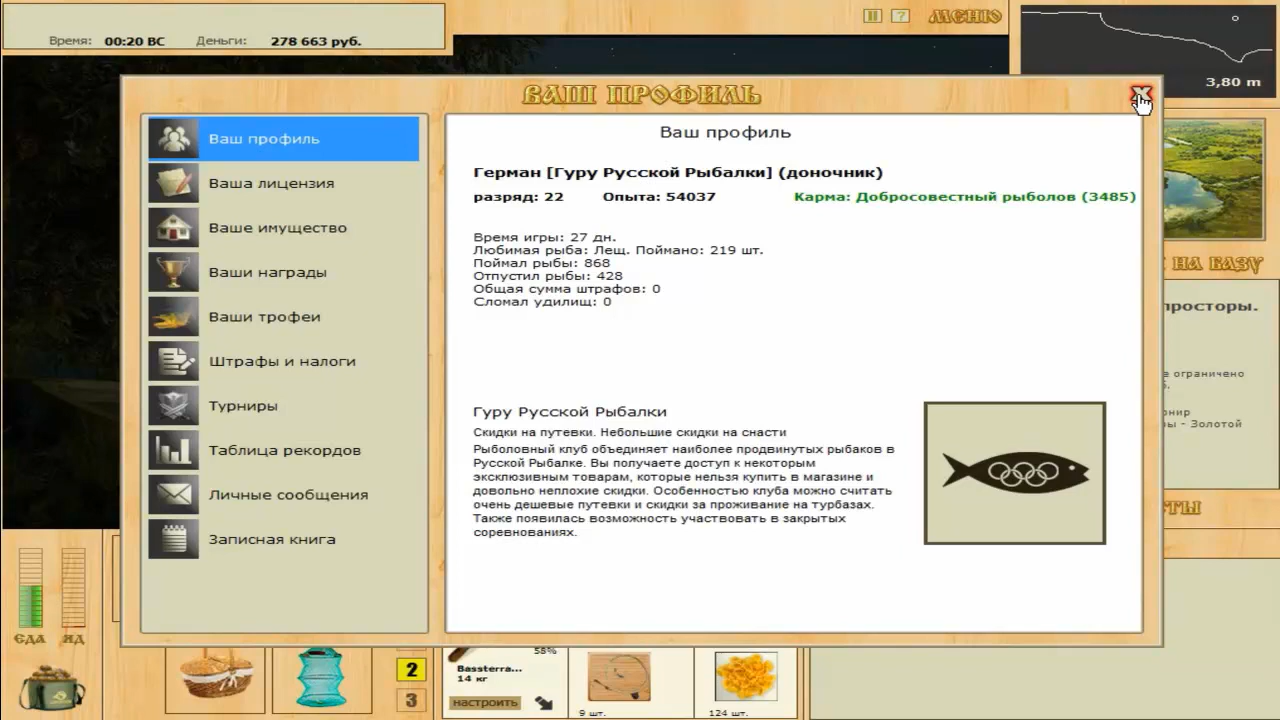 Время: 00:20 ВС Деньги: 278 663 руб.
? МЕНЮ
3,80 m
ВАШ ПРОФИЛЬ
Ваш профиль
Ваша лицензия
Ваше имущество
Ваши награды
Ваши трофеи
Штрафы и налоги
Турниры
Таблица рекордов
Личные сообщения
Записная книга
Ваш профиль
Герман [Гуру Русской Рыбалки] (доночник)
разряд: 22 Опыта: 54037 Карма: Добросовестный рыболов (3485)
Время игры: 27 дн.
Любимая рыба: Лещ. Поймано: 219 шт.
Поймал рыбы: 868
Отпустил рыбы: 428
Общая сумма штрафов: 0
Сломал удилищ: 0
Гуру Русской Рыбалки
Скидки на путевки. Небольшие скидки на снасти
Рыболовный клуб объединяет наиболее продвинутых рыбаков в
Русской Рыбалке. Вы получаете доступ к некоторым
эксклюзивным товарам, которые нельзя купить в магазине и
довольно неплохие скидки. Особенностью клуба можно считать
очень дешевые путевки и скидки за проживание на турбазах.
Также появилась возможность участвовать в закрытых
соревнованиях.
НА БАЗУ
просторы.
ограничено
ы - Золотой
ТЫ
ЕДА
2
3
58%
Bassterra...
14 кг
настроить
9 шт.
124 шт.